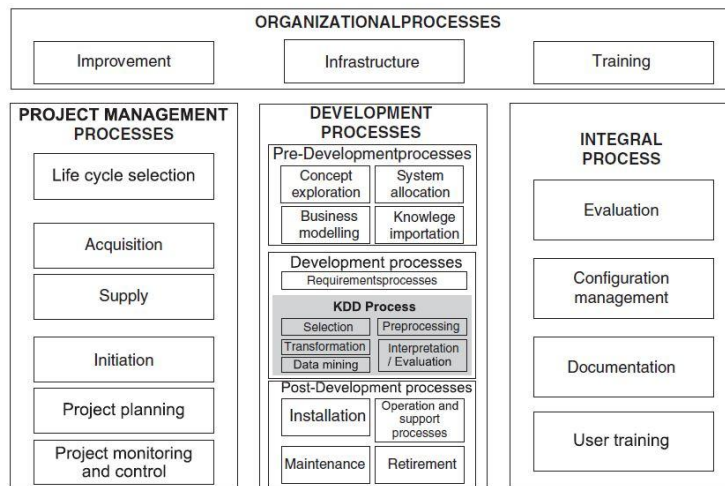 ORGANIZATIONALPROCESSES
Improvement
Infrastructure
Training
PROJECT MANAGEMENT
PROCESSES
Life cycle selection
Acquisition
Supply
Initiation
Project planning
Project monitoring
and control
DEVELOPMENT
PROCESSES
Pre-Developmentprocesses
Concept
exploration
System
allocation
Business
modelling
Knowlege
importation
Development processes
Requirementsprocesses
KDD Process
Selection
Preprocessing
Transformation
Data mining
Interpretation
/ Evaluation
Post-Development processes
Installation
Operation and
support
processes
Maintenance
Retirement
INTEGRAL
PROCESS
Evaluation
Configuration
management
Documentation
User training